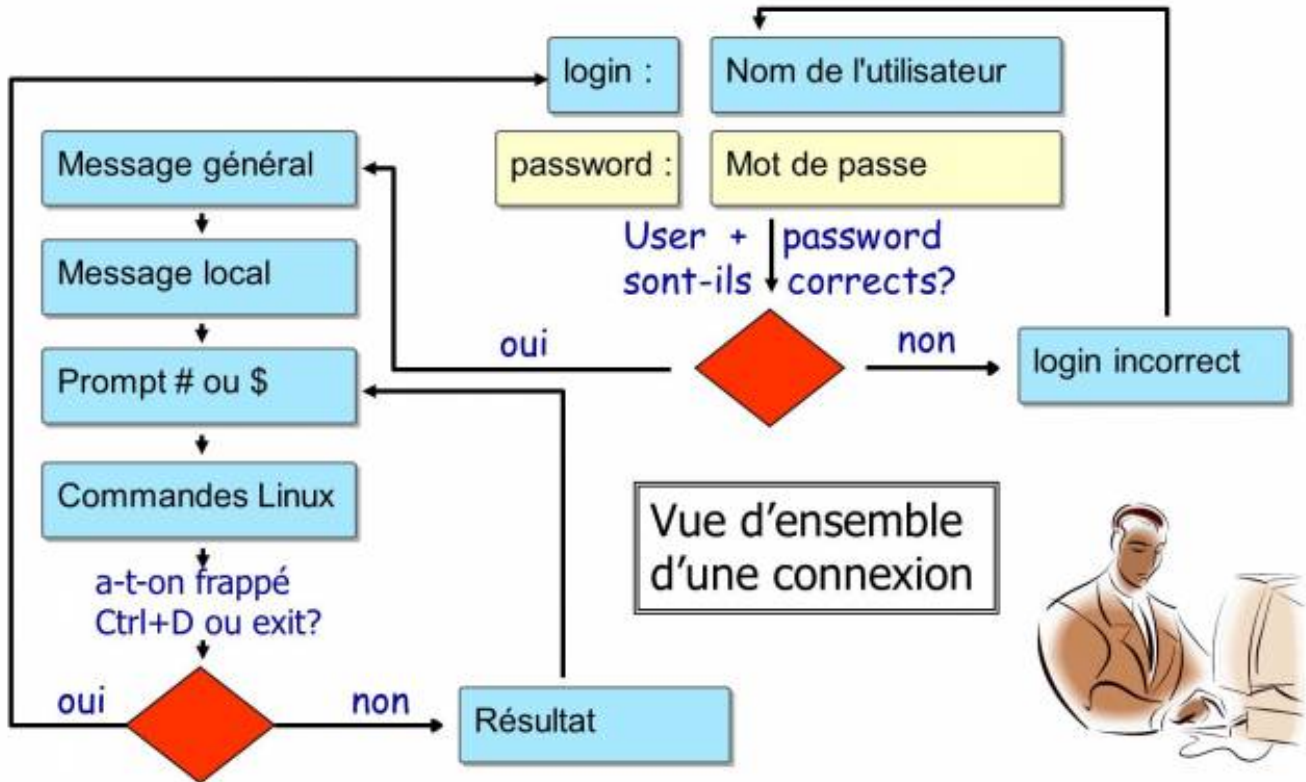 login :
Nom de l'utilisateur
password :
Mot de passe
User + password
sont-ils corrects?
oui
non
login incorrect
Message général
Message local
Prompt # ou $
Commandes Linux
a-t-on frappé
Ctrl+D ou exit?
oui
non
Résultat
Vue d’ensemble
d’une connexion